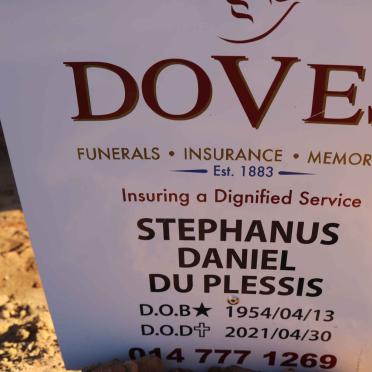 DOVES
FUNERALS • INSURANCE • MEMOR
Est. 1883
Insuring a Dignified Service
STEPHANUS
DANIEL
DU PLESSIS
D.O.B★ 1954/04/13
D.O.D✞ 2021/04/30
014 777 1269